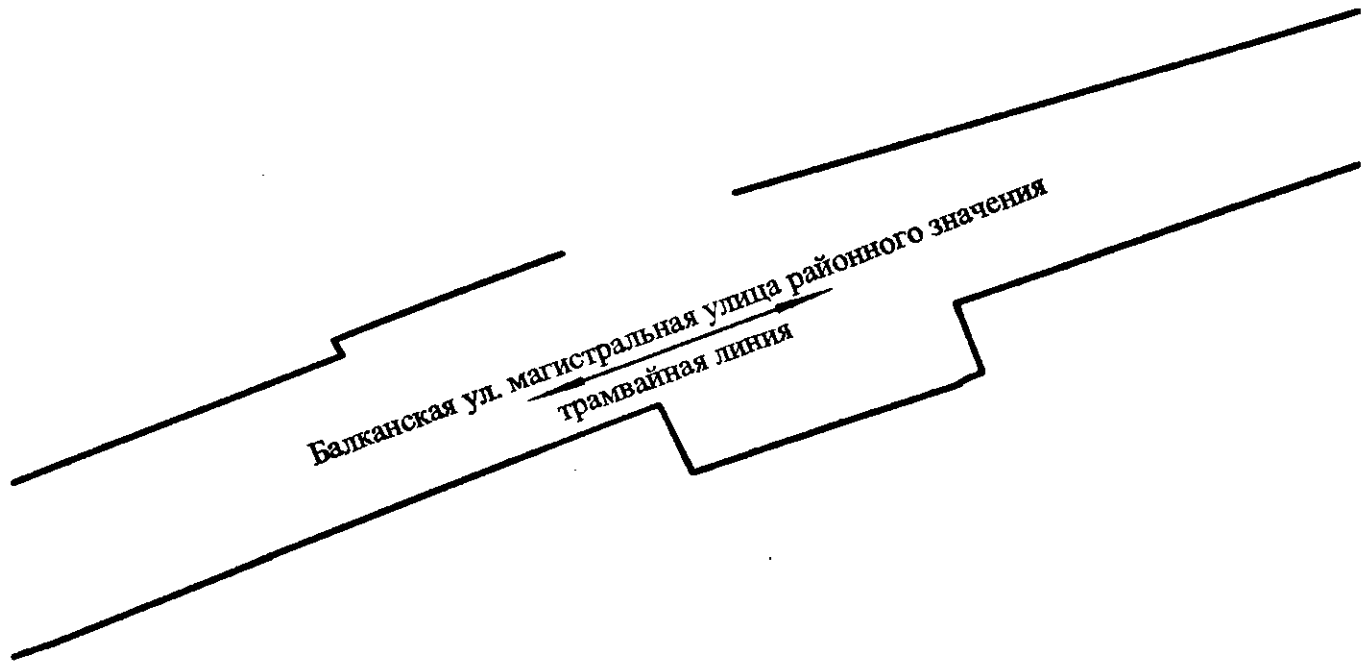 Балканская ул. магистральная улица районного значения
трамвайная линия